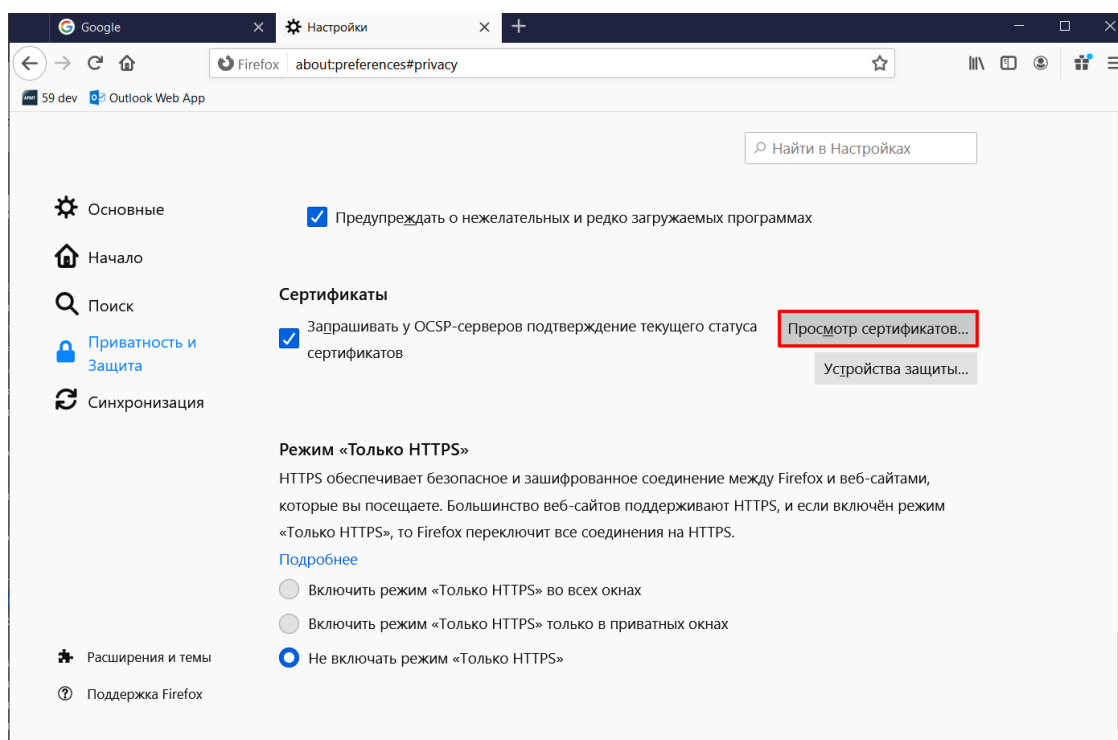 Google
Настройки
Firefox about:preferences#privacy
59 dev Outlook Web App
Найти в Настройках
Основные
Предупреждать о нежелательных и редко загружаемых программах
Начало
Сертификаты
Поиск
Запрашивать у OCSP-серверов подтверждение текущего статуса
сертификатов
Просмотр сертификатов...
Приватность и
Защита
Устройства защиты...
Синхронизация
Режим «Только HTTPS»
HTTPS обеспечивает безопасное и зашифрованное соединение между Firefox и веб-сайтами,
которые вы посещаете. Большинство веб-сайтов поддерживают HTTPS, и если включён режим
«Только HTTPS», то Firefox переключит все соединения на HTTPS.
Подробнее
Включить режим «Только HTTPS» во всех окнах
Включить режим «Только HTTPS» только в приватных окнах
Расширения и темы
Не включать режим «Только HTTPS»
Поддержка Firefox